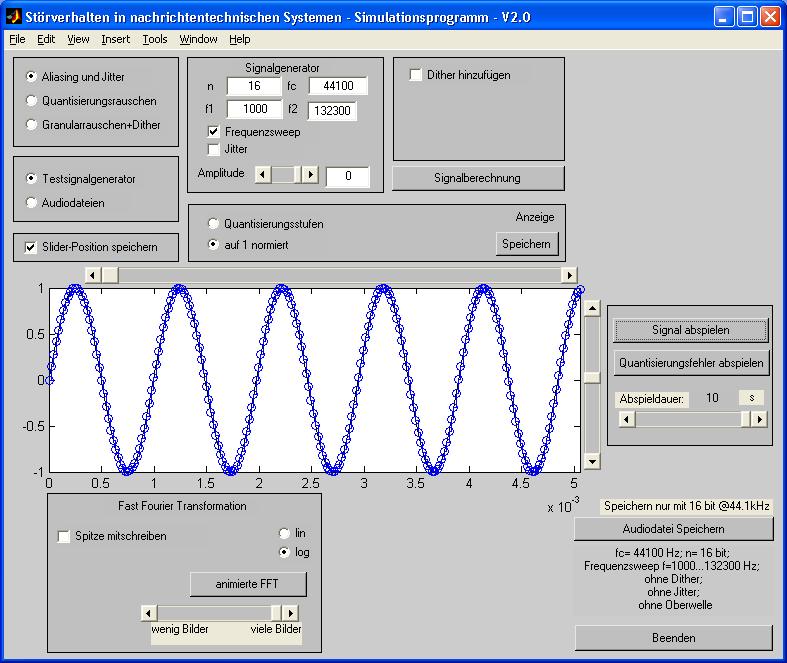 Störverhalten in nachrichtentechnischen Systemen - Simulationsprogramm - V2.0
File Edit View Insert Tools Window Help
Aliasing und Jitter
Quantisierungsrauschen
Granularrauschen+Dither
Testsignalgenerator
Audiodateien
Slider-Position speichern
Signalgenerator
n 16 fc 44100
f1 1000 f2 132300
Frequenzsweep
Jitter
Amplitude 0
Dither hinzufügen
Signalberechnung
Anzeige
Quantisierungsstufen
auf 1 normiert
Speichern
1
0.5
0
-0.5
-1
0 0.5 1 1.5 2 2.5 3 3.5 4 4.5 5
x 10^-3
Signal abspielen
Quantisierungsfehler abspielen
Abspieldauer: 10 s
Fast Fourier Transformation
Spitze mitschreiben
lin
log
animierte FFT
wenig Bilder viele Bilder
Speichern nur mit 16 bit @44.1kHz
Audiodatei Speichern
fc= 44100 Hz; n= 16 bit;
Frequenzsweep f=1000...132300 Hz;
ohne Dither;
ohne Jitter;
ohne Oberwelle
Beenden